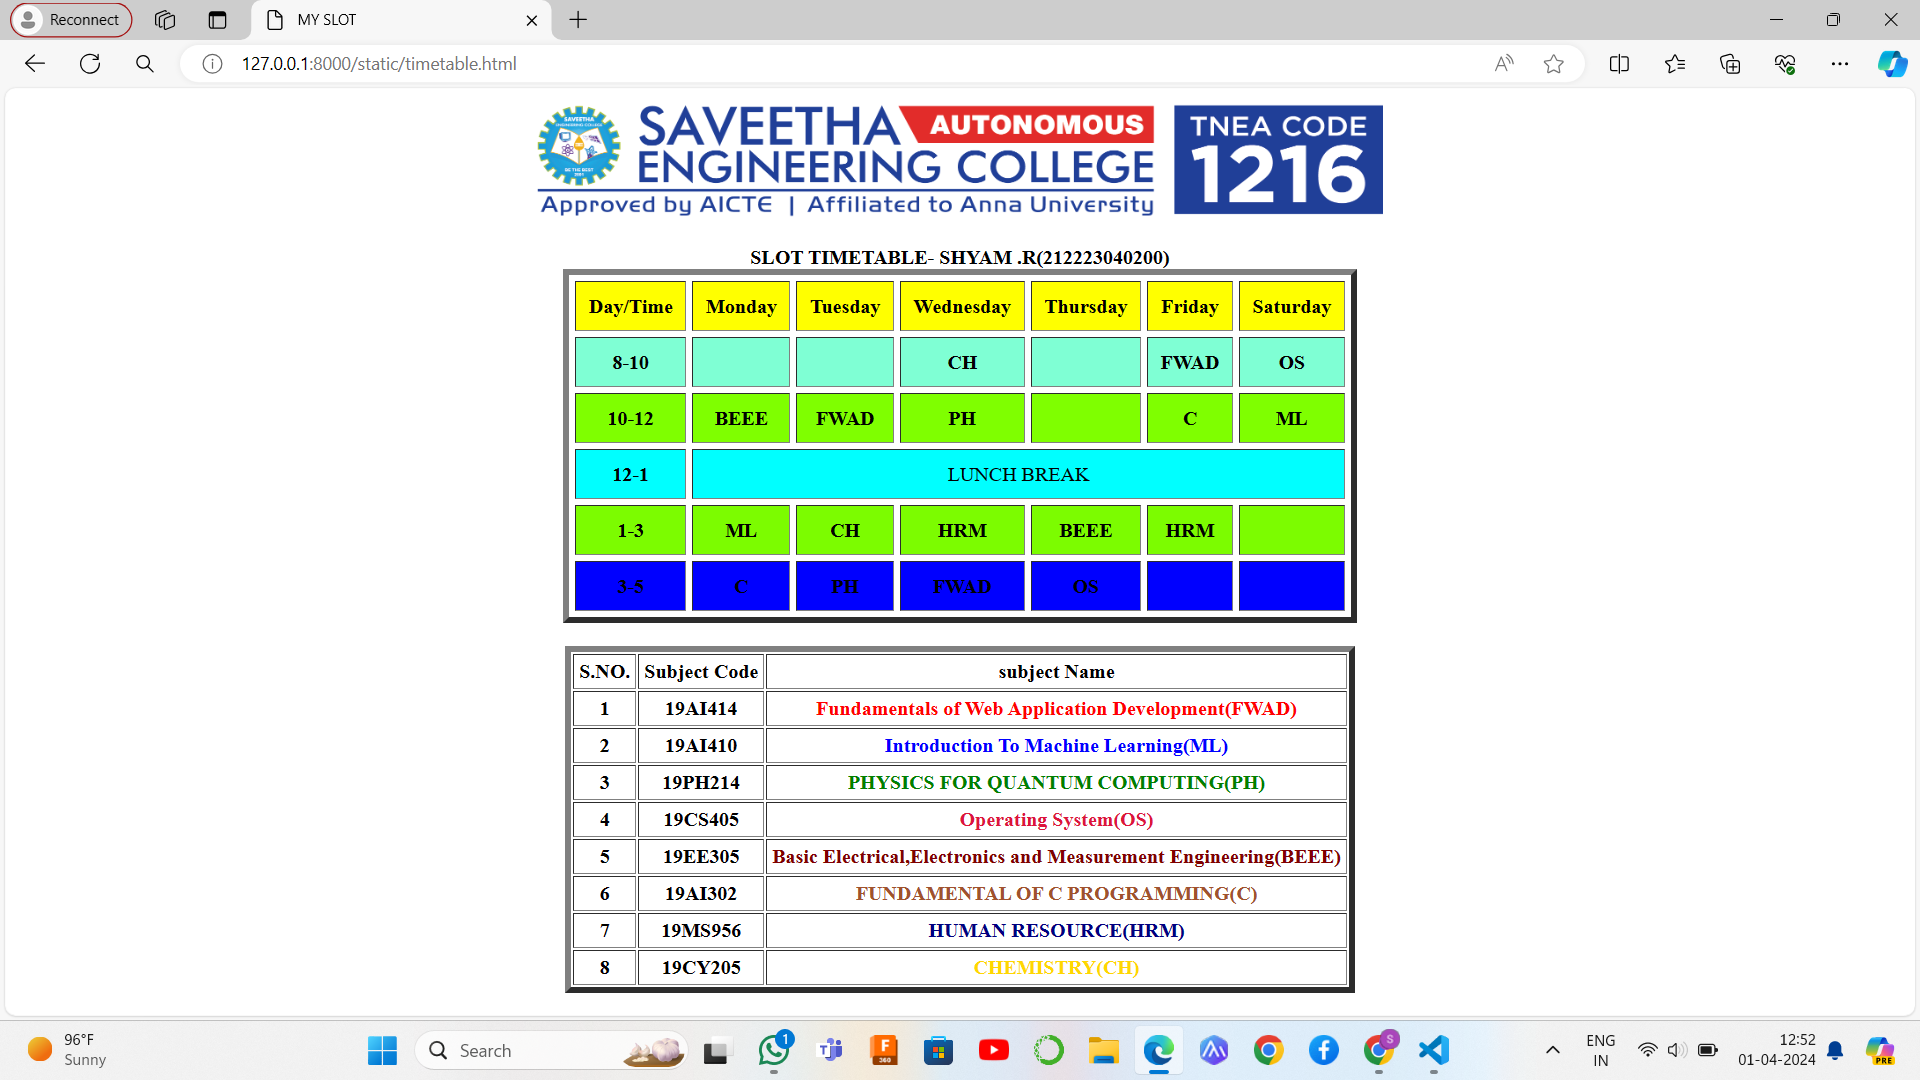 Reconnect
MY SLOT
127.0.0.1:8000/static/timetable.html
SAVEETHA AUTONOMOUS
ENGINEERING COLLEGE
Approved by AICTE | Affiliated to Anna University
TNEA CODE
1216
SLOT TIMETABLE- SHYAM .R(212223040200)
Day/Time Monday Tuesday Wednesday Thursday Friday Saturday
8-10 CH FWAD OS
10-12 BEEE FWAD PH C ML
12-1 LUNCH BREAK
1-3 ML CH HRM BEEE HRM
3-5 C PH FWAD OS
S.NO. Subject Code subject Name
1 19AI414 Fundamentals of Web Application Development(FWAD)
2 19AI410 Introduction To Machine Learning(ML)
3 19PH214 PHYSICS FOR QUANTUM COMPUTING(PH)
4 19CS405 Operating System(OS)
5 19EE305 Basic Electrical,Electronics and Measurement Engineering(BEEE)
6 19AI302 FUNDAMENTAL OF C PROGRAMMING(C)
7 19MS956 HUMAN RESOURCE(HRM)
8 19CY205 CHEMISTRY(CH)
96°F
Sunny
Search
1
F
360
S
ENG
IN
12:52
01-04-2024
PRE